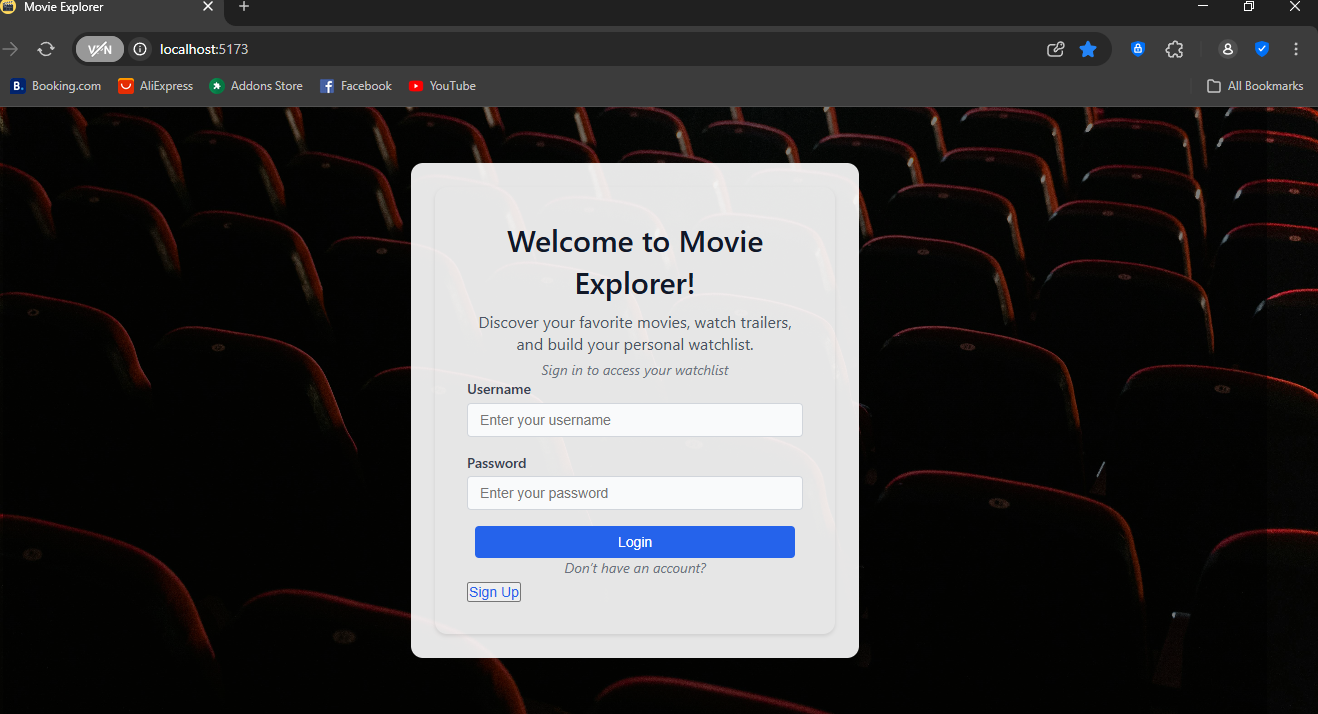 Movie Explorer
VPN
localhost:5173
B. Booking.com
AliExpress
Addons Store
Facebook
YouTube
All Bookmarks
Welcome to Movie
Explorer!
Discover your favorite movies, watch trailers,
and build your personal watchlist.
Sign in to access your watchlist
Username
Enter your username
Password
Enter your password
Login
Don't have an account?
Sign Up